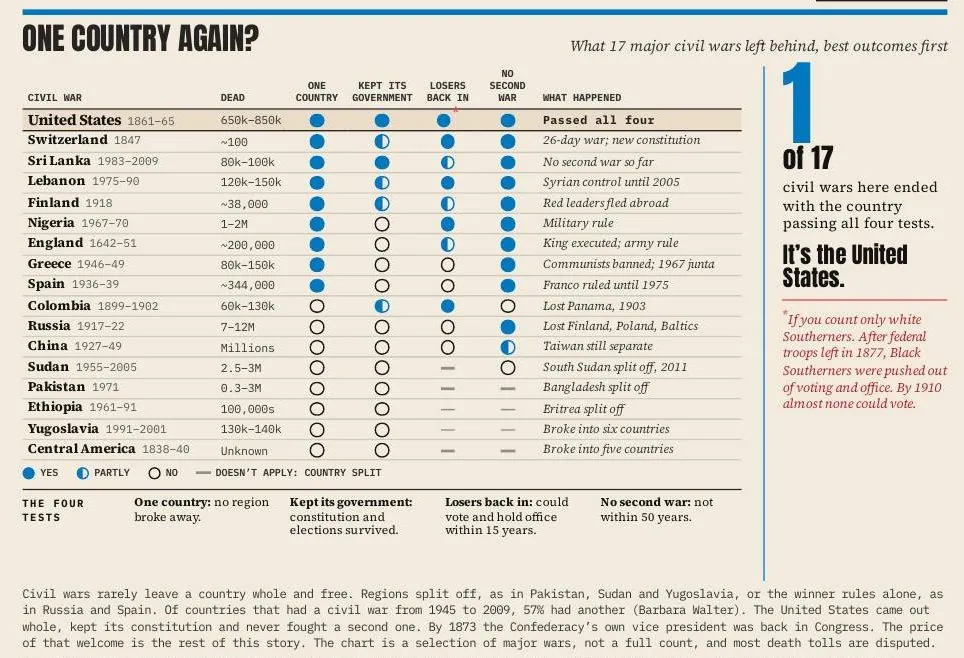 ONE COUNTRY AGAIN?
What 17 major civil wars left behind, best outcomes first
CIVIL WAR DEAD ONE COUNTRY KEPT ITS GOVERNMENT LOSERS BACK IN NO SECOND WAR WHAT HAPPENED
United States 1861–65 650k–850k * Passed all four
Switzerland 1847 ~100 26-day war; new constitution
Sri Lanka 1983–2009 80k–100k No second war so far
Lebanon 1975–90 120k–150k Syrian control until 2005
Finland 1918 ~38,000 Red leaders fled abroad
Nigeria 1967–70 1–2M Military rule
England 1642–51 ~200,000 King executed; army rule
Greece 1946–49 80k–150k Communists banned; 1967 junta
Spain 1936–39 ~344,000 Franco ruled until 1975
Colombia 1899–1902 60k–130k Lost Panama, 1903
Russia 1917–22 7–12M Lost Finland, Poland, Baltics
China 1927–49 Millions Taiwan still separate
Sudan 1955–2005 2.5–3M South Sudan split off, 2011
Pakistan 1971 0.3–3M Bangladesh split off
Ethiopia 1961–91 100,000s Eritrea split off
Yugoslavia 1991–2001 130k–140k Broke into six countries
Central America 1838–40 Unknown Broke into five countries
YES PARTLY NO DOESN'T APPLY: COUNTRY SPLIT
THE FOUR TESTS
One country: no region
broke away.
Kept its government:
constitution and
elections survived.
Losers back in: could
vote and hold office
within 15 years.
No second war: not
within 50 years.
1
of 17
civil wars here ended
with the country
passing all four tests.
It's the United
States.
*If you count only white
Southerners. After federal
troops left in 1877, Black
Southerners were pushed out
of voting and office. By 1910
almost none could vote.
Civil wars rarely leave a country whole and free. Regions split off, as in Pakistan, Sudan and Yugoslavia, or the winner rules alone, as
in Russia and Spain. Of countries that had a civil war from 1945 to 2009, 57% had another (Barbara Walter). The United States came out
whole, kept its constitution and never fought a second one. By 1873 the Confederacy's own vice president was back in Congress. The price
of that welcome is the rest of this story. The chart is a selection of major wars, not a full count, and most death tolls are disputed.